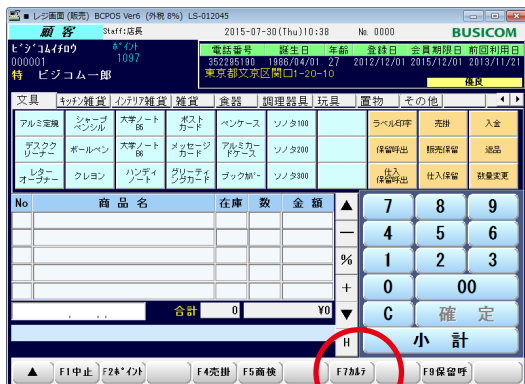 レジ画面 (販売) BCPOS Ver6 (外税 8%) LS-012045
顧 客 Staff:店長 2015-07-30(Thu)10:38 No. 0000 BUSICOM
ﾋﾞｼﾞｺﾑｲﾁﾛｳ ﾎﾟｲﾝﾄ 電話番号 誕生日 年齢 登録日 会員期限日 前回利用日
000001 1097 352295190 1986/04/01 27 2012/12/01 2015/12/01 2013/11/21
特 ビジコム一郎 東京都文京区関口1-20-10 優良
文具 キッチン雑貨 インテリア雑貨 雑貨 食器 調理器具 玩具 置物 その他
アルミ定規 シャープペンシル 大学ノートB5 ポストカード ペンケース ソノタ100 ラベル印字 売掛 入金
デスククリーナー ボールペン 大学ノートB6 メッセージカード アルミカードケース ソノタ200 保留呼出 販売保留 返品
レターオープナー クレヨン ハンディノート グリーティングカード ブックｶﾊﾞｰ ソノタ300 仕入保留呼出 仕入保留 数量変更
No 商 品 名 在庫 数 金 額 ▲ 7 8 9
— 4 5 6
% 1 2 3
+ 0 00
合計 0 ¥0 ▼ C 確 定
H 小 計
▲ F1中止 F2ﾎﾟｲﾝﾄ F4売掛 F5商検 F7ｶﾙﾃ F9保留呼